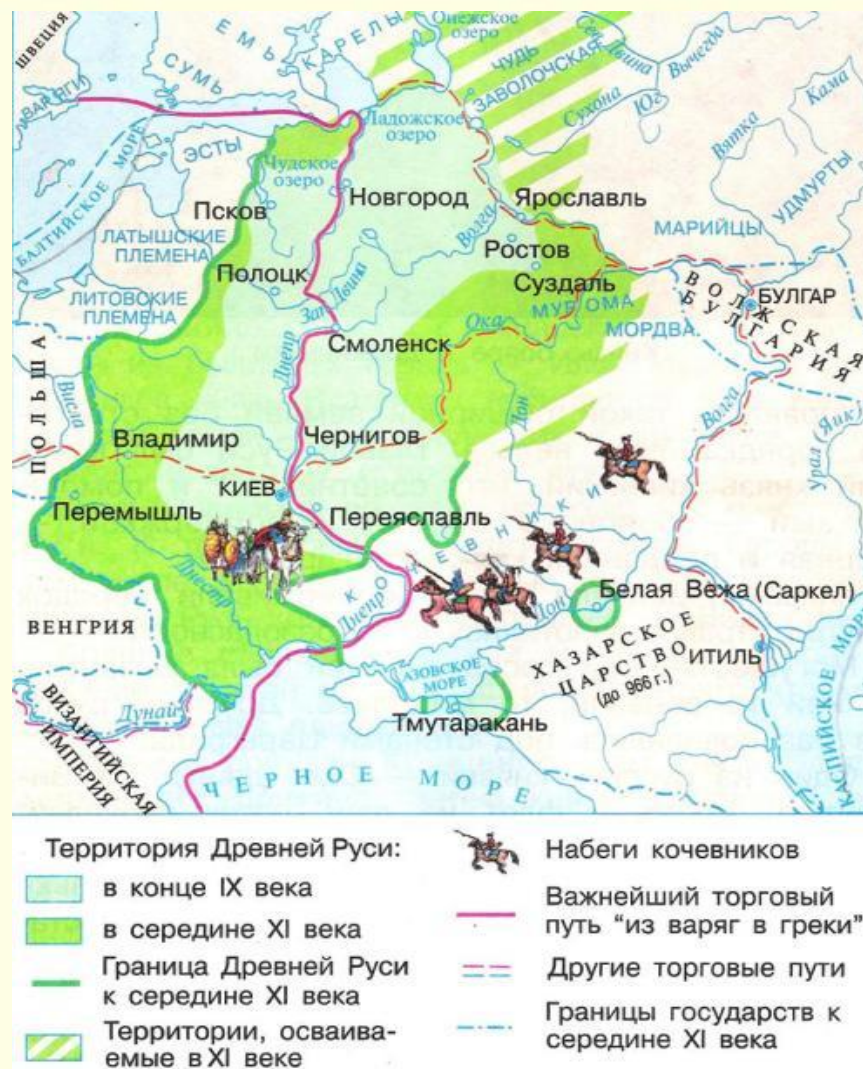 ШВЕЦИЯ
ЕМЬ
КАРЕЛЫ
Онежское
озеро
СУМЬ
ЧУДЬ
ЗАВОЛОЧСКАЯ
Сев. Двина
Вычегда
Сухона
Юг
Кама
Вятка
(ВАРЯГИ)
Ладожское
озеро
БАЛТИЙСКОЕ МОРЕ
ЭСТЫ
Чудское
озеро
Новгород
Ярославль
УДМУРТЫ
МАРИЙЦЫ
Псков
ЛАТЫШСКИЕ
ПЛЕМЕНА
Волга
Ростов
Полоцк
Суздаль
ЛИТОВСКИЕ
ПЛЕМЕНА
Зап. Двина
МУРОМА
МОРДВА
ВОЛЖСКАЯ
БУЛГАРИЯ
БУЛГАР
Ока
Смоленск
Днепр
ПОЛЬША
Висла
Дон
Волга
Урал (Яик)
Владимир
Чернигов
КИЕВ
Перемышль
Переяславль
КОЧЕВНИКИ
Днестр
Днепр
Дон
Белая Вежа (Саркел)
ВЕНГРИЯ
ХАЗАРСКОЕ
ЦАРСТВО
(до 966 г.)
ИТИЛЬ
АЗОВСКОЕ
МОРЕ
Дунай
Тмутаракань
ВИЗАНТИЙСКАЯ
ИМПЕРИЯ
ЧЕРНОЕ МОРЕ
КАСПИЙСКОЕ МОРЕ
Территория Древней Руси:
в конце IX века
в середине XI века
Граница Древней Руси
к середине XI века
Территории, осваива-
емые в XI веке
Набеги кочевников
Важнейший торговый
путь "из варяг в греки"
Другие торговые пути
Границы государств к
середине XI века